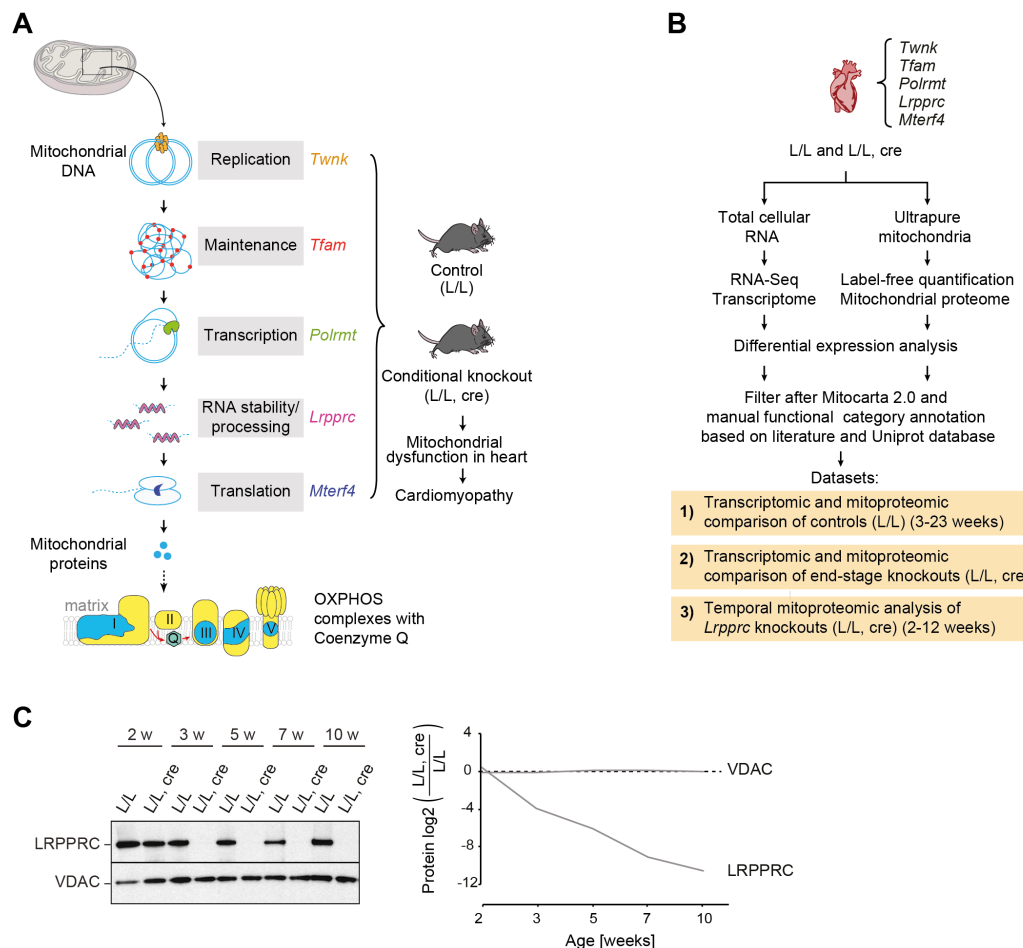 A
Mitochondrial
DNA
Replication
Twnk
Maintenance
Tfam
Transcription
Polrmt
RNA stability/
processing
Lrpprc
Translation
Mterf4
Mitochondrial
proteins
matrix
I
II
Q
III
IV
V
OXPHOS
complexes with
Coenzyme Q
Control
(L/L)
Conditional knockout
(L/L, cre)
Mitochondrial
dysfunction in heart
Cardiomyopathy
B
Twnk
Tfam
Polrmt
Lrpprc
Mterf4
L/L and L/L, cre
Total cellular
RNA
RNA-Seq
Transcriptome
Ultrapure
mitochondria
Label-free quantification
Mitochondrial proteome
Differential expression analysis
Filter after Mitocarta 2.0 and
manual functional category annotation
based on literature and Uniprot database
Datasets:
1) Transcriptomic and mitoproteomic
comparison of controls (L/L) (3-23 weeks)
2) Transcriptomic and mitoproteomic
comparison of end-stage knockouts (L/L, cre
3) Temporal mitoproteomic analysis of
Lrpprc knockouts (L/L, cre) (2-12 weeks)
C
2 w 3 w 5 w 7 w 10 w
L/L L/L, cre L/L L/L, cre L/L L/L, cre L/L L/L, cre L/L L/L, cre
LRPPRC
VDAC
Protein log2 (L/L, cre / L/L)
4
0
-4
-8
-12
VDAC
LRPPRC
2 3 5 7 10
Age [weeks]